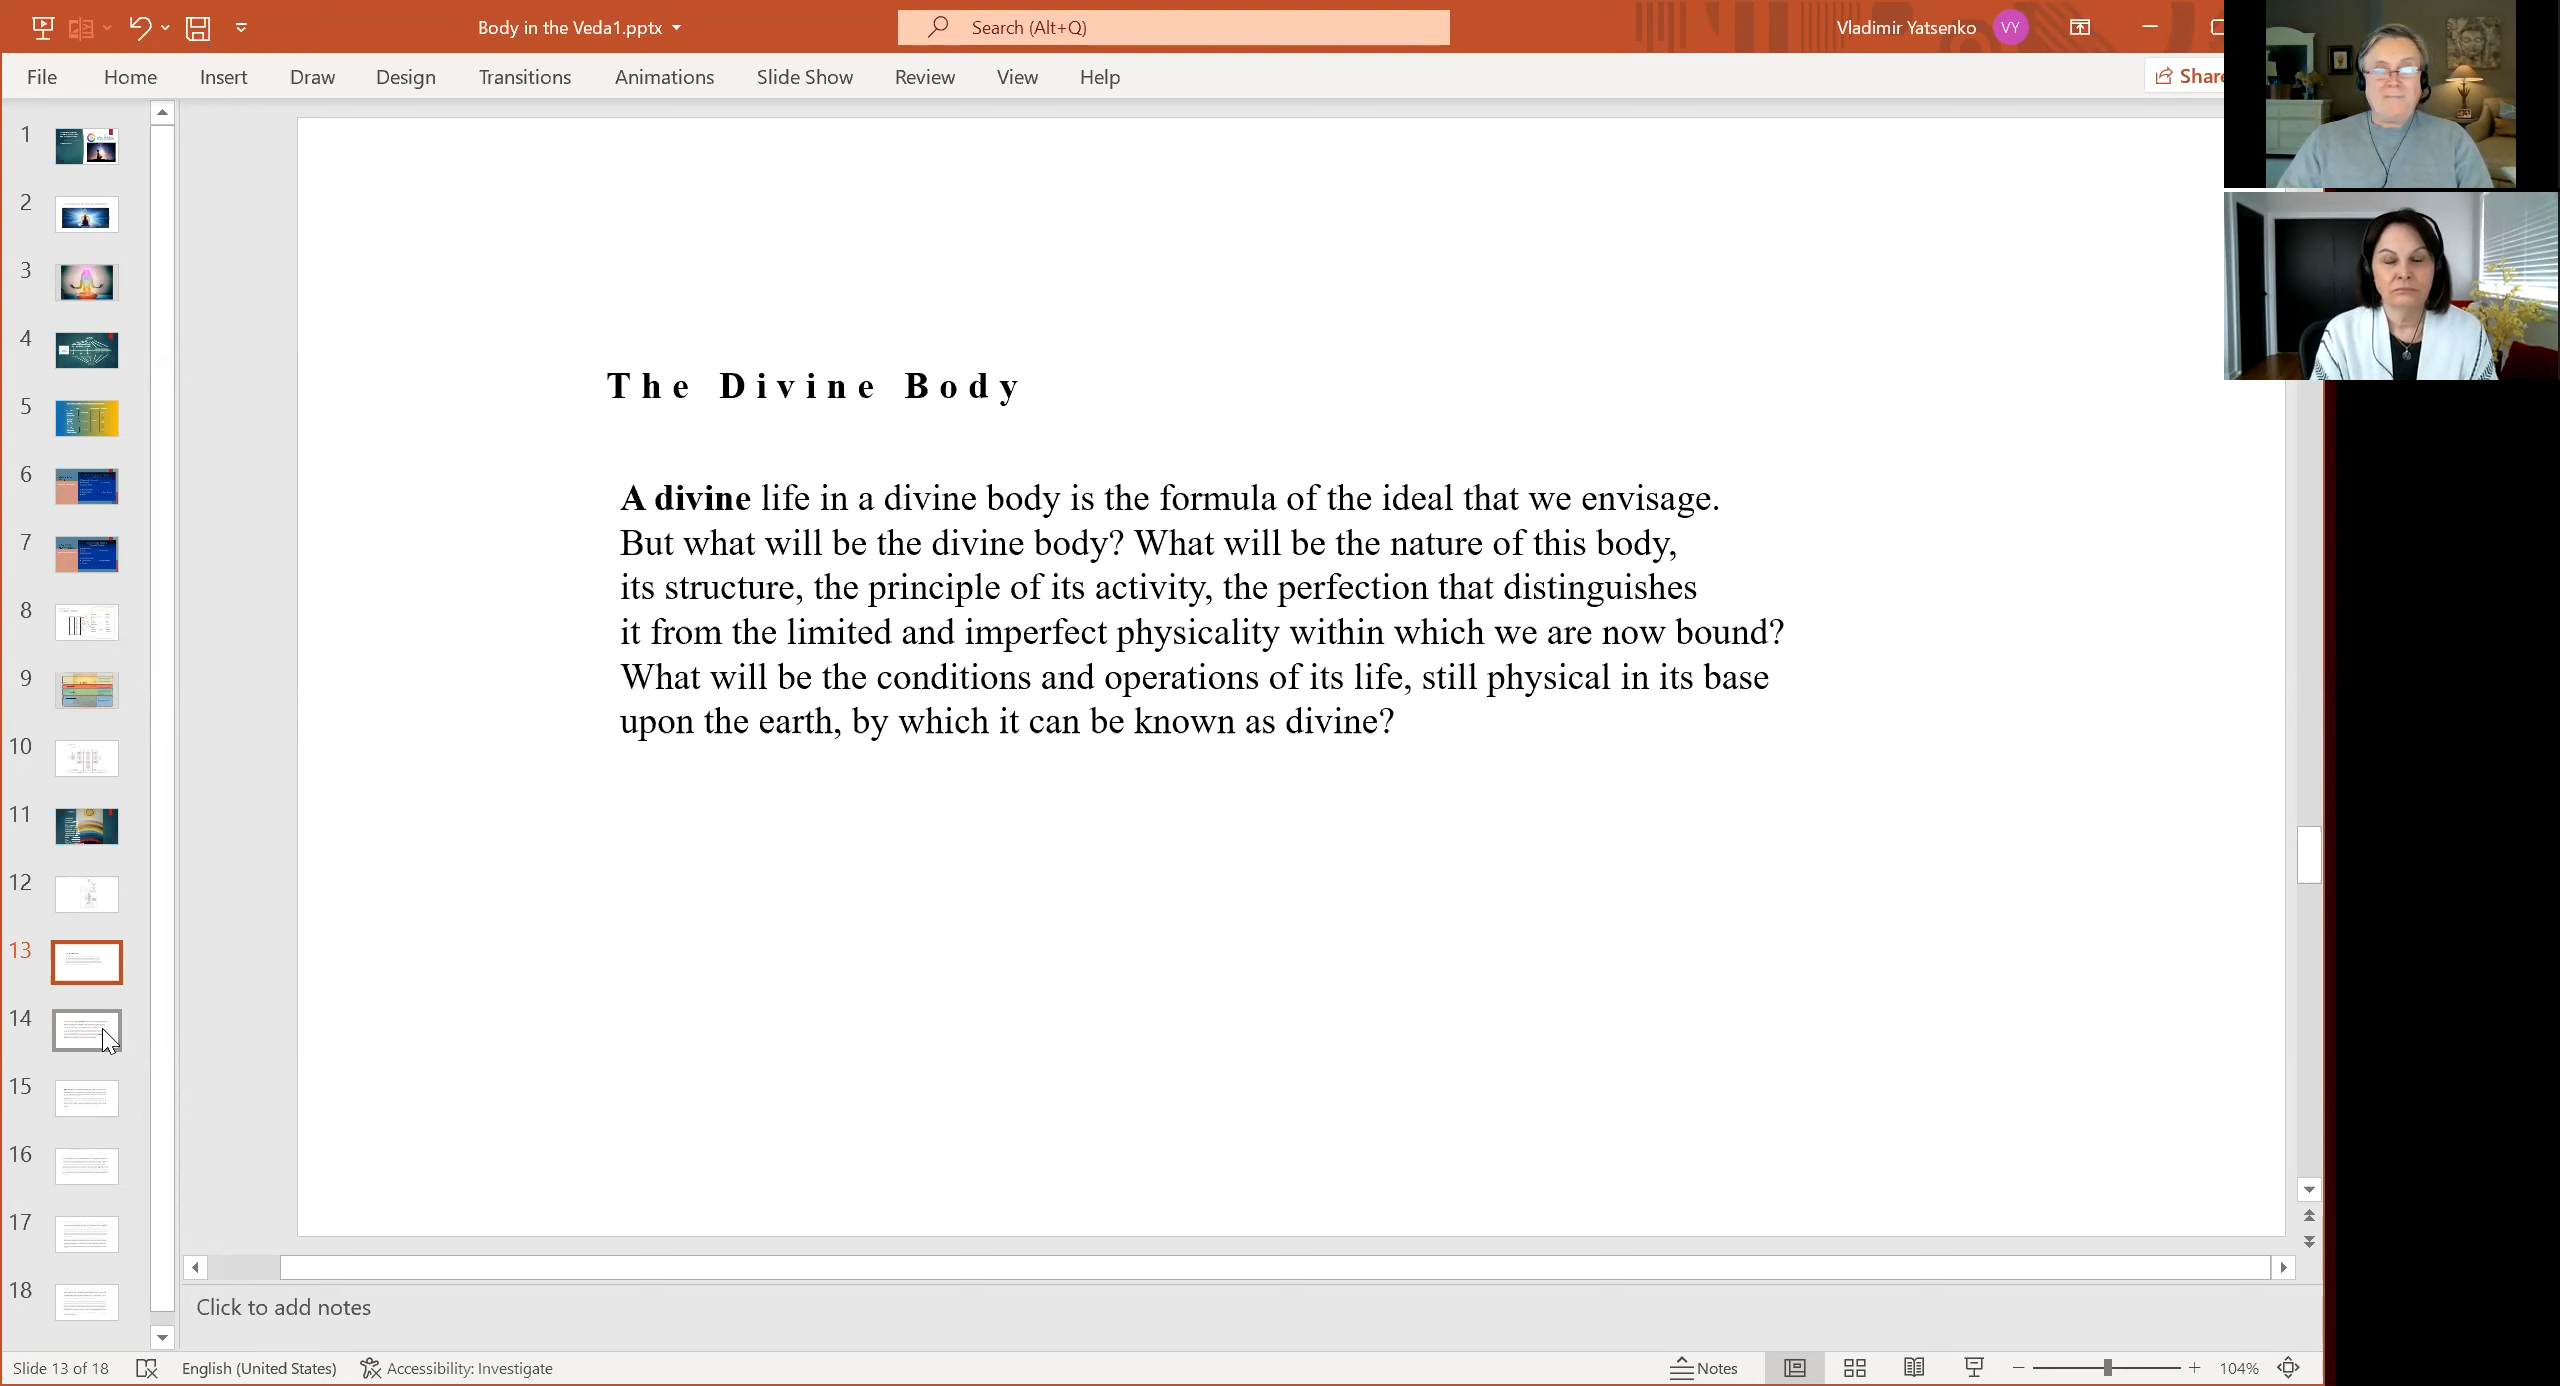 Body in the Veda1.pptx
Search (Alt+Q)
Vladimir Yatsenko
VY
File Home Insert Draw Design Transitions Animations Slide Show Review View Help
Share
1
2
3
4
5
6
7
8
9
10
11
12
13
14
15
16
17
18
The Divine Body
A divine life in a divine body is the formula of the ideal that we envisage.
But what will be the divine body? What will be the nature of this body,
its structure, the principle of its activity, the perfection that distinguishes
it from the limited and imperfect physicality within which we are now bound?
What will be the conditions and operations of its life, still physical in its base
upon the earth, by which it can be known as divine?
Click to add notes
Slide 13 of 18 English (United States) Accessibility: Investigate Notes 104%